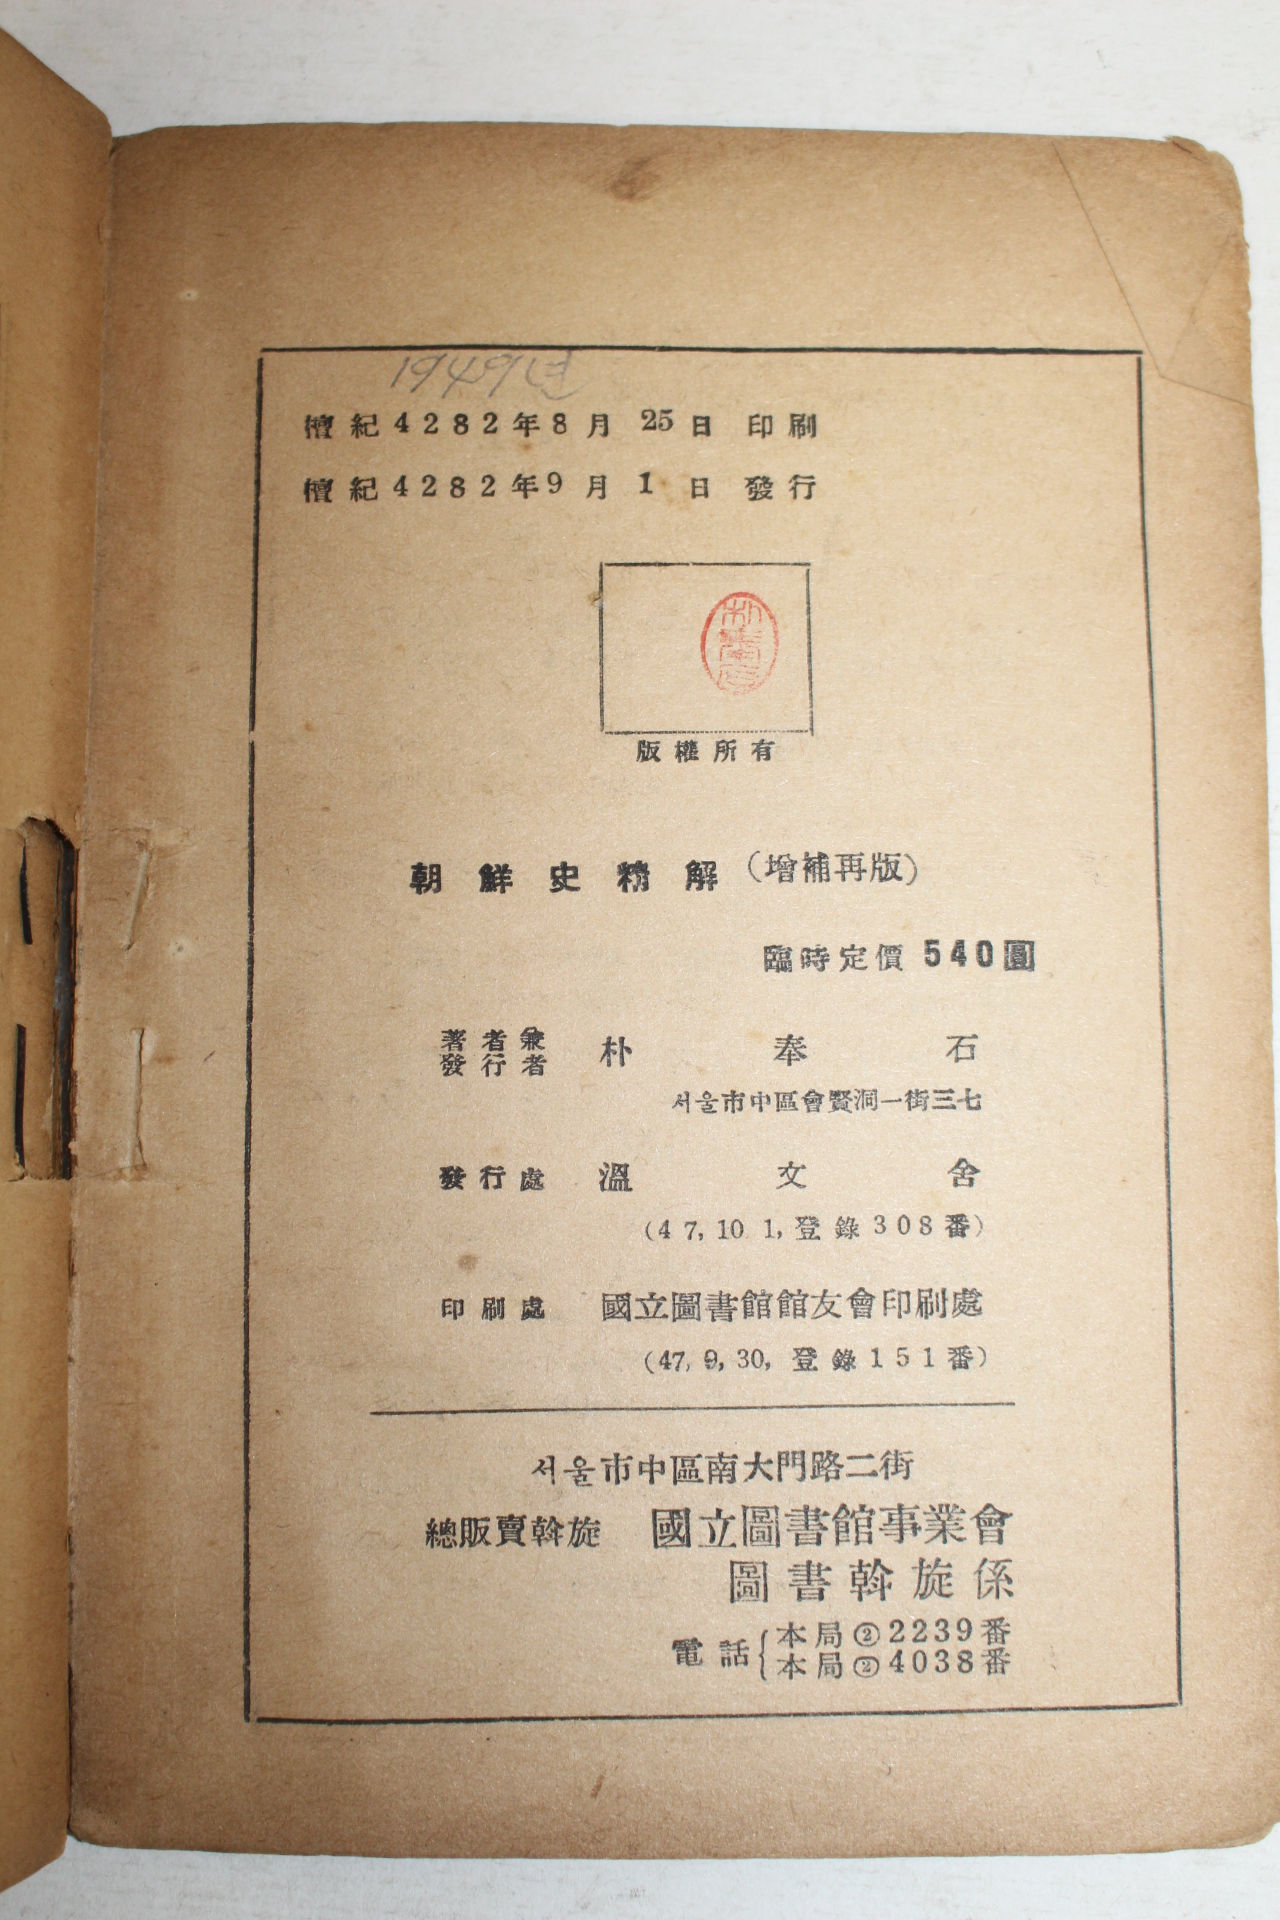 1949년
檀紀4282年8月 25日 印刷
檀紀4282年9月 1日 發行
版權所有
朝鮮史精解(增補再版)
臨時定價 540圓
著者兼
發行者 朴奉石
서울市中區會賢洞一街三七
發行處 溫文舍
(47, 10 1, 登錄308番)
印刷處 國立圖書館館友會印刷處
(47, 9, 30, 登錄151番)
서울市中區南大門路二街
總販賣斡旋 國立圖書館事業會
圖書斡旋係
電話 本局②2239番
本局②4038番